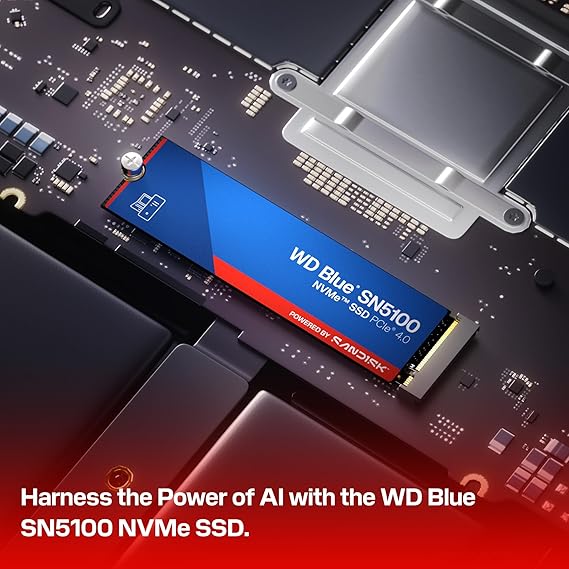 WD Blue® SN5100
NVMe™ SSD PCIe® 4.0
POWERED BY SANDISK®
Harness the Power of AI with the WD Blue
SN5100 NVMe SSD.